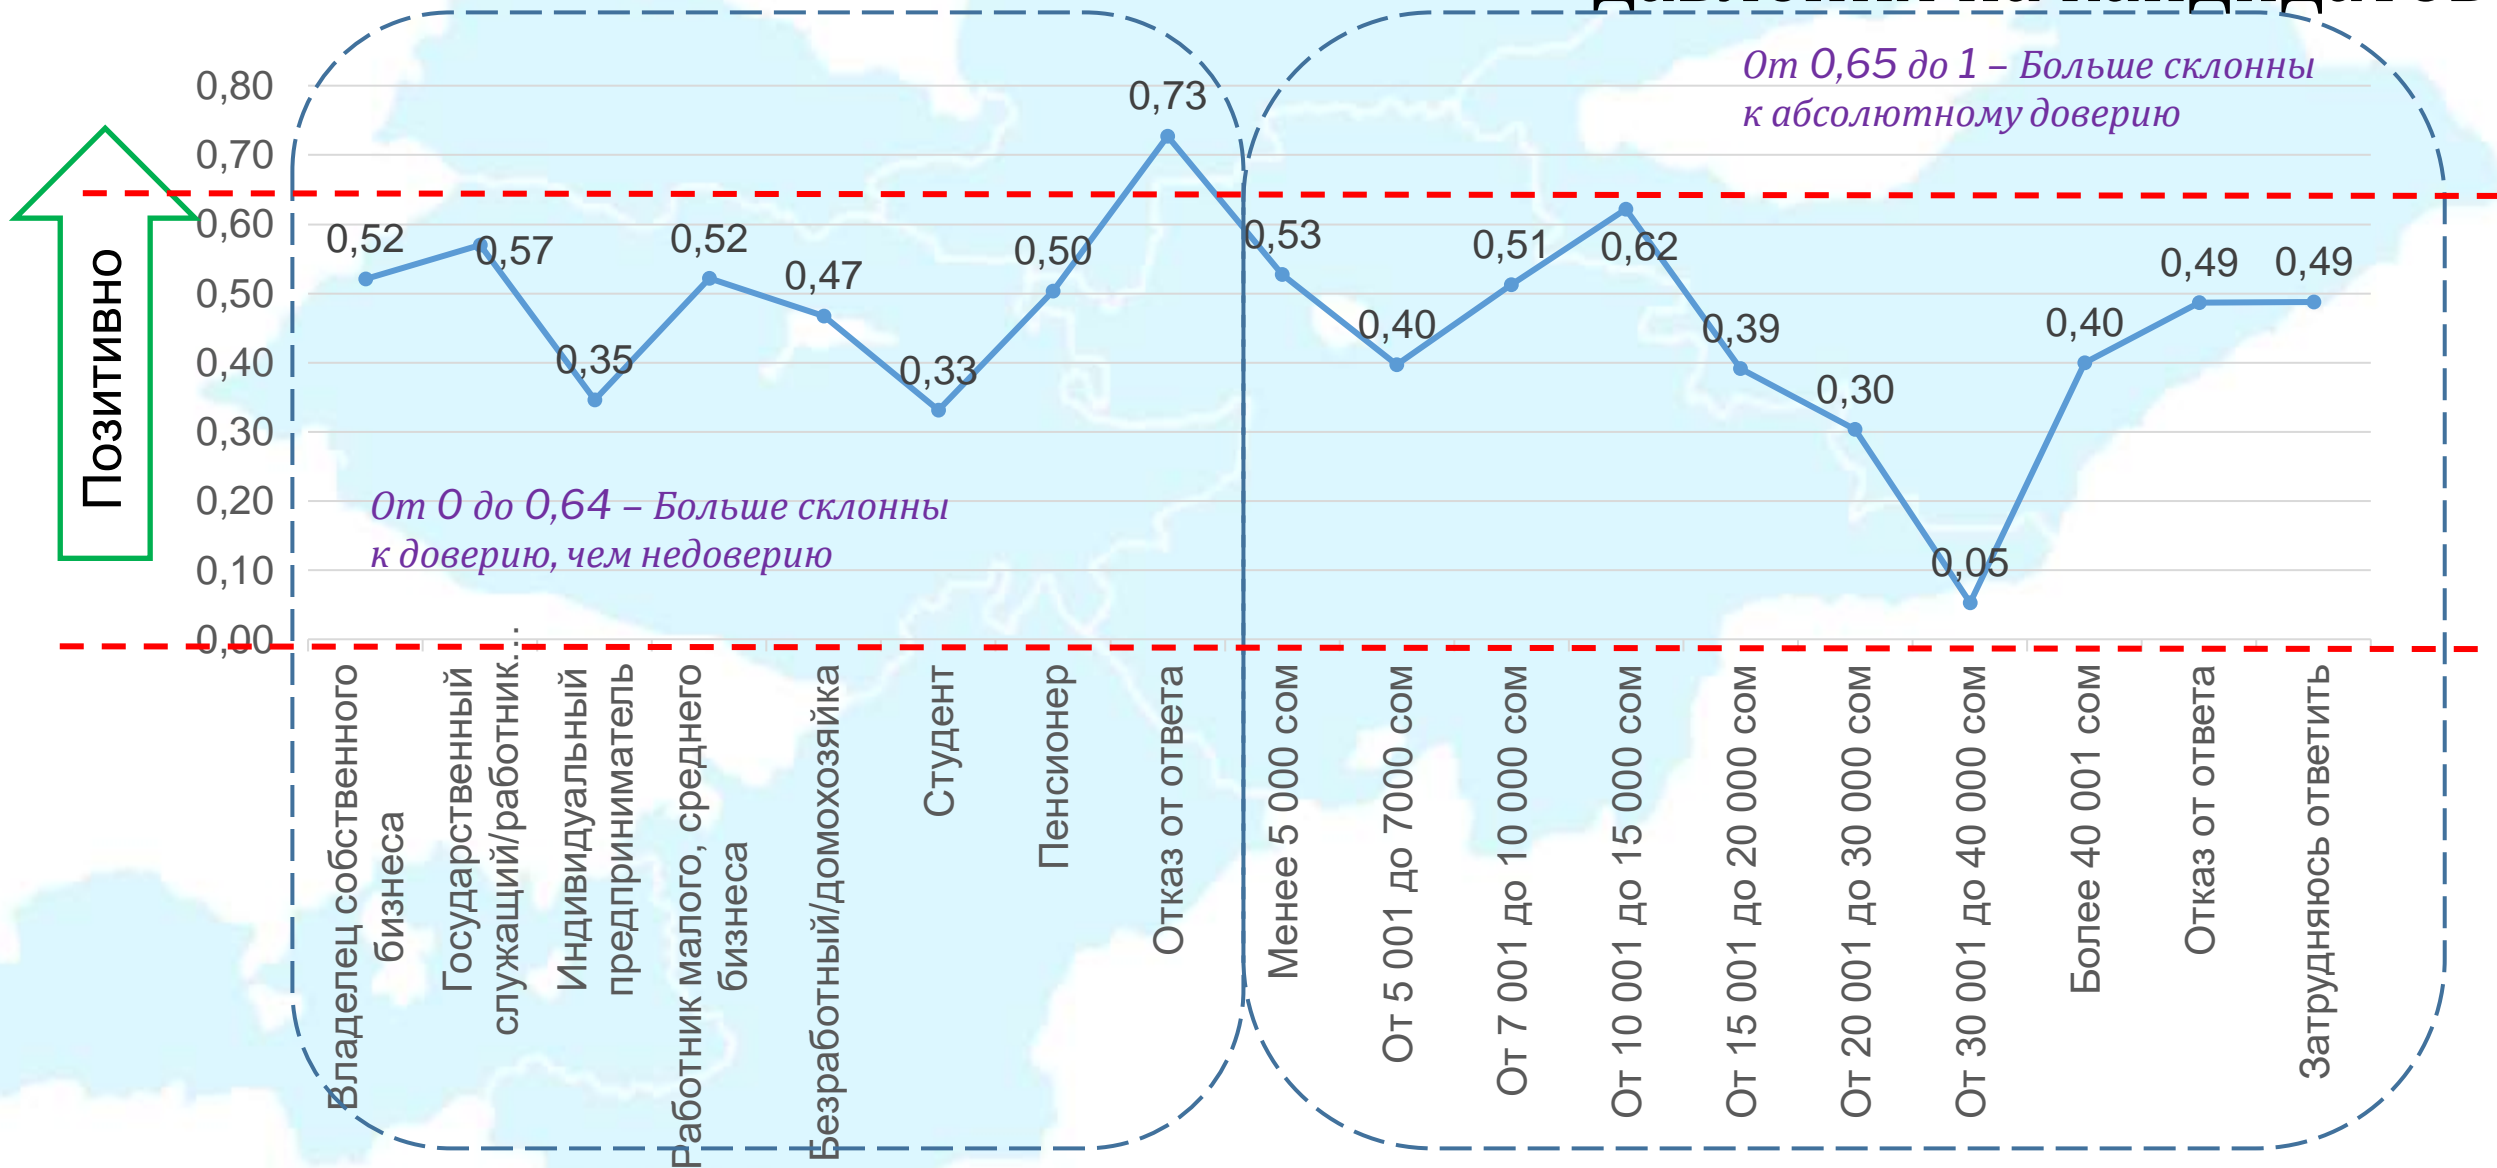 От 0,65 до 1 – Больше склонны
к абсолютному доверию
0,80
0,70
0,60
0,50
0,40
0,30
0,20
0,10
0,00
Позитивно
0,52
0,57
0,35
0,52
0,47
0,33
0,50
0,73
0,53
0,40
0,51
0,62
0,39
0,30
0,05
0,40
0,49
0,49
От 0 до 0,64 – Больше склонны
к доверию, чем недоверию
Владелец собственного
бизнеса
Государственный
служащий/работник…
Индивидуальный
предприниматель
Работник малого, среднего
бизнеса
Безработный/домохозяйка
Студент
Пенсионер
Отказ от ответа
Менее 5 000 сом
От 5 001 до 7000 сом
От 7 001 до 10 000 сом
От 10 001 до 15 000 сом
От 15 001 до 20 000 сом
От 20 001 до 30 000 сом
От 30 001 до 40 000 сом
Более 40 001 сом
Отказ от ответа
Затрудняюсь ответить